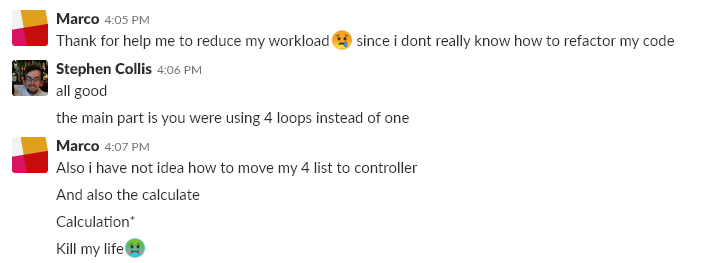 Marco 4:05 PM
Thank for help me to reduce my workload😢 since i dont really know how to refactor my code
Stephen Collis 4:06 PM
all good
the main part is you were using 4 loops instead of one
Marco 4:07 PM
Also i have not idea how to move my 4 list to controller
And also the calculate
Calculation*
Kill my life🤢